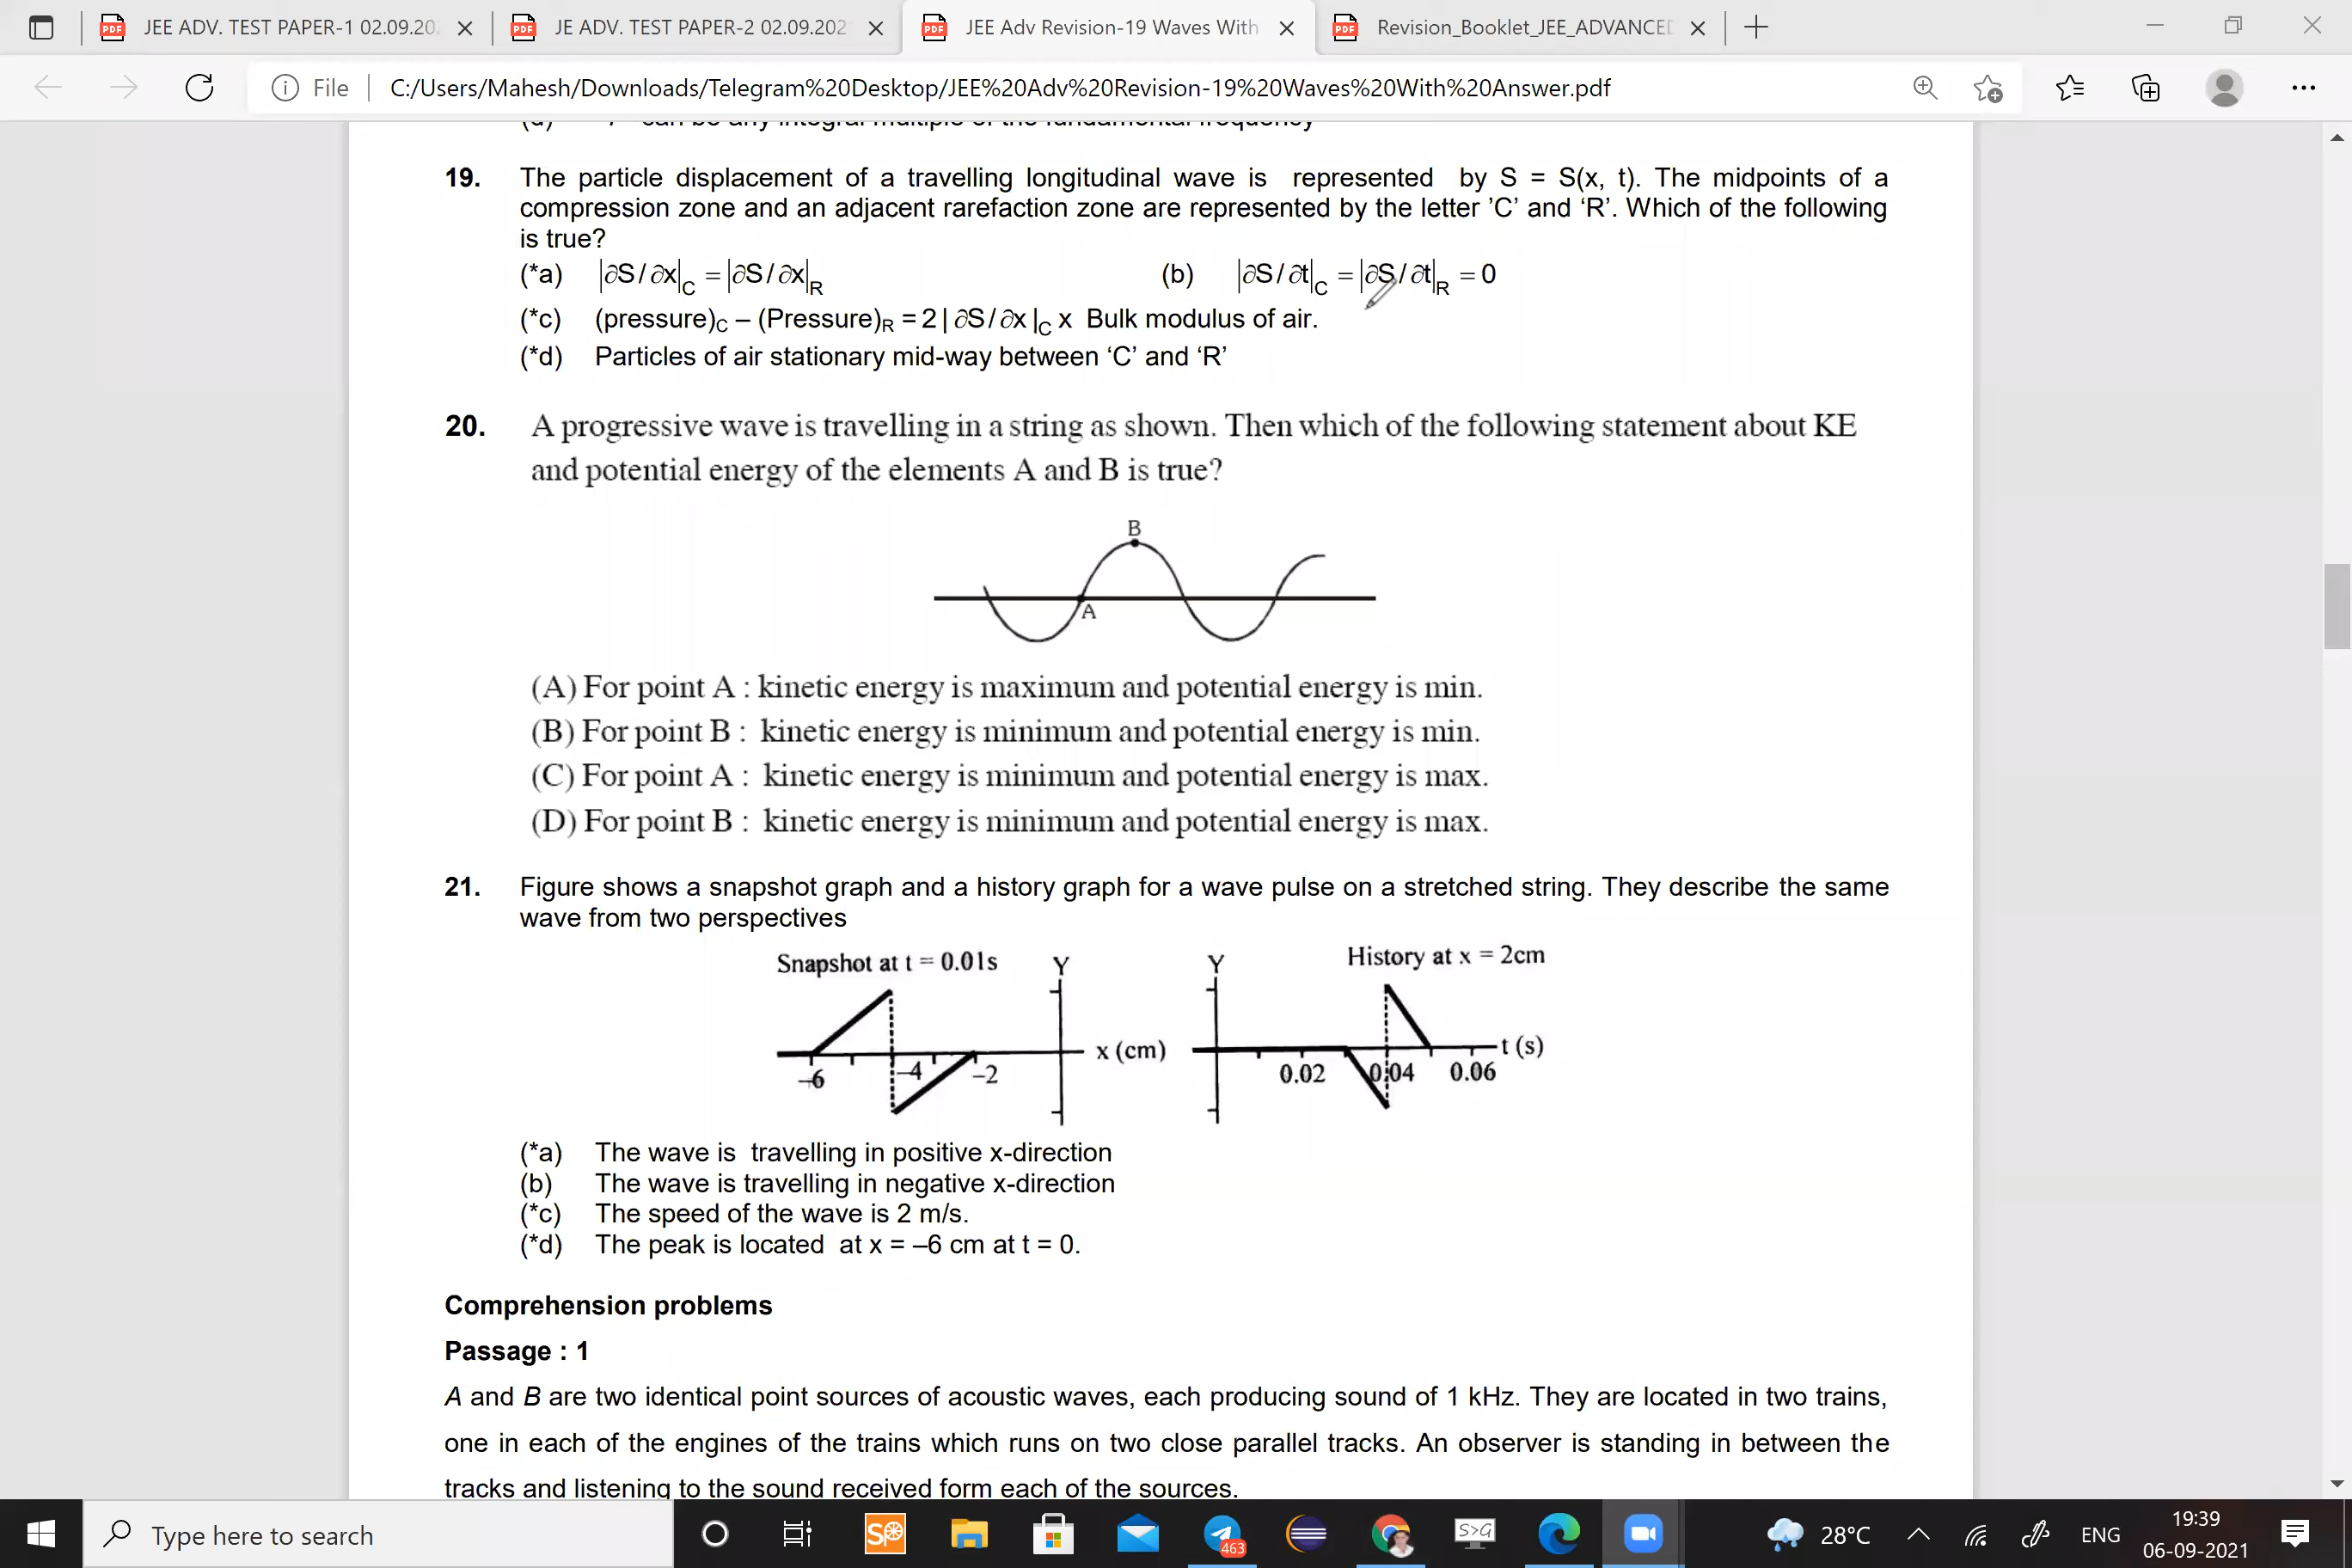 JEE ADV. TEST PAPER-1 02.09.20
JE ADV. TEST PAPER-2 02.09.202
JEE Adv Revision-19 Waves With
Revision_Booklet_JEE_ADVANCED
File
C:/Users/Mahesh/Downloads/Telegram%20Desktop/JEE%20Adv%20Revision-19%20Waves%20With%20Answer.pdf
can be any integral multiple of the fundamental frequency
19. The particle displacement of a travelling longitudinal wave is represented by S = S(x, t). The midpoints of a
compression zone and an adjacent rarefaction zone are represented by the letter 'C' and 'R'. Which of the following
is true?
(*a) |∂S/∂x|C = |∂S/∂x|R (b) |∂S/∂t|C = |∂S/∂t|R = 0
(*c) (pressure)C – (Pressure)R = 2 | ∂S/∂x |C x Bulk modulus of air.
(*d) Particles of air stationary mid-way between 'C' and 'R'
20. A progressive wave is travelling in a string as shown. Then which of the following statement about KE
and potential energy of the elements A and B is true?
B
A
(A) For point A : kinetic energy is maximum and potential energy is min.
(B) For point B : kinetic energy is minimum and potential energy is min.
(C) For point A : kinetic energy is minimum and potential energy is max.
(D) For point B : kinetic energy is minimum and potential energy is max.
21. Figure shows a snapshot graph and a history graph for a wave pulse on a stretched string. They describe the same
wave from two perspectives
Snapshot at t = 0.01s Y Y History at x = 2cm
x (cm) t (s)
–6 –4 –2 0.02 0.04 0.06
(*a) The wave is travelling in positive x-direction
(b) The wave is travelling in negative x-direction
(*c) The speed of the wave is 2 m/s.
(*d) The peak is located at x = –6 cm at t = 0.
Comprehension problems
Passage : 1
A and B are two identical point sources of acoustic waves, each producing sound of 1 kHz. They are located in two trains,
one in each of the engines of the trains which runs on two close parallel tracks. An observer is standing in between the
tracks and listening to the sound received form each of the sources.
Type here to search
463
S>G
28°C
ENG
19:39
06-09-2021